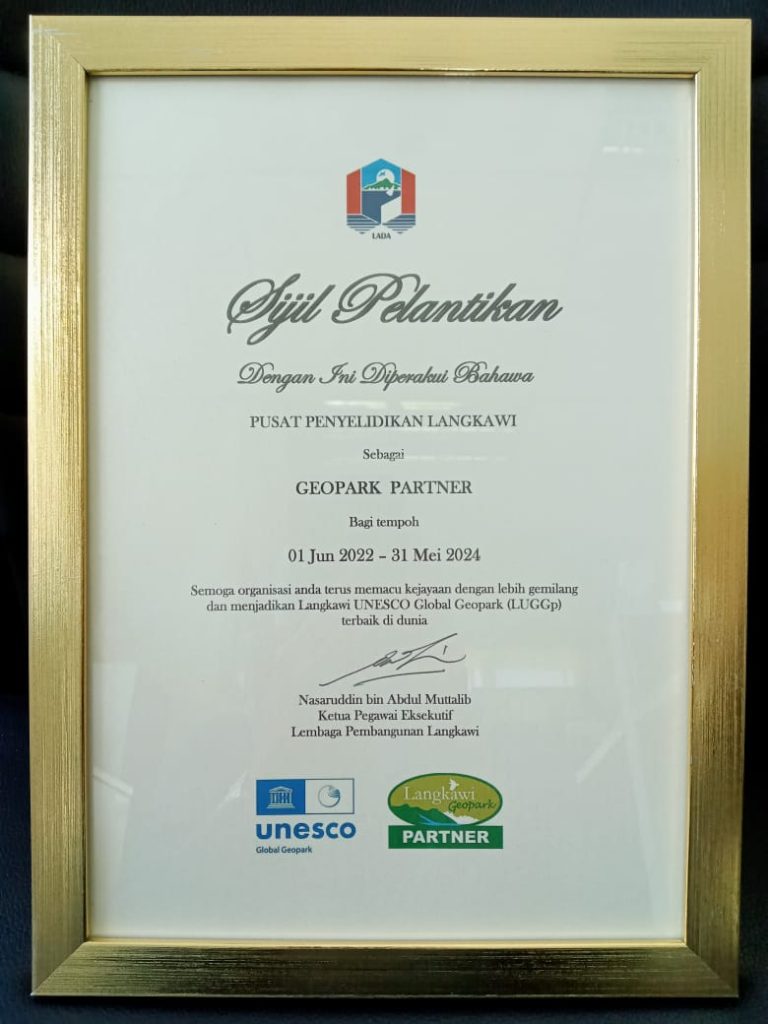 LADA
Sijil Pelantikan
Dengan Ini Diperakui Bahawa
PUSAT PENYELIDIKAN LANGKAWI
Sebagai
GEOPARK PARTNER
Bagi tempoh
01 Jun 2022 – 31 Mei 2024
Semoga organisasi anda terus memacu kejayaan dengan lebih gemilang
dan menjadikan Langkawi UNESCO Global Geopark (LUGGp)
terbaik di dunia
Nasaruddin bin Abdul Muttalib
Ketua Pegawai Eksekutif
Lembaga Pembangunan Langkawi
unesco
Global Geopark
Langkawi
Geopark
PARTNER